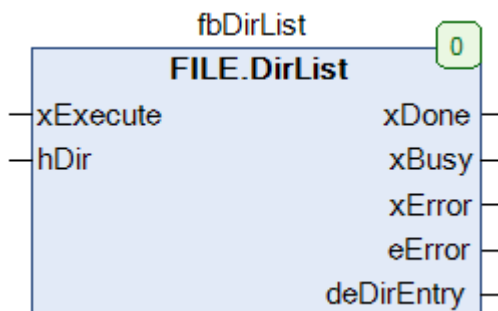 fbDirList
0
FILE.DirList
xExecute xDone
hDir xBusy
xError
eError
deDirEntry